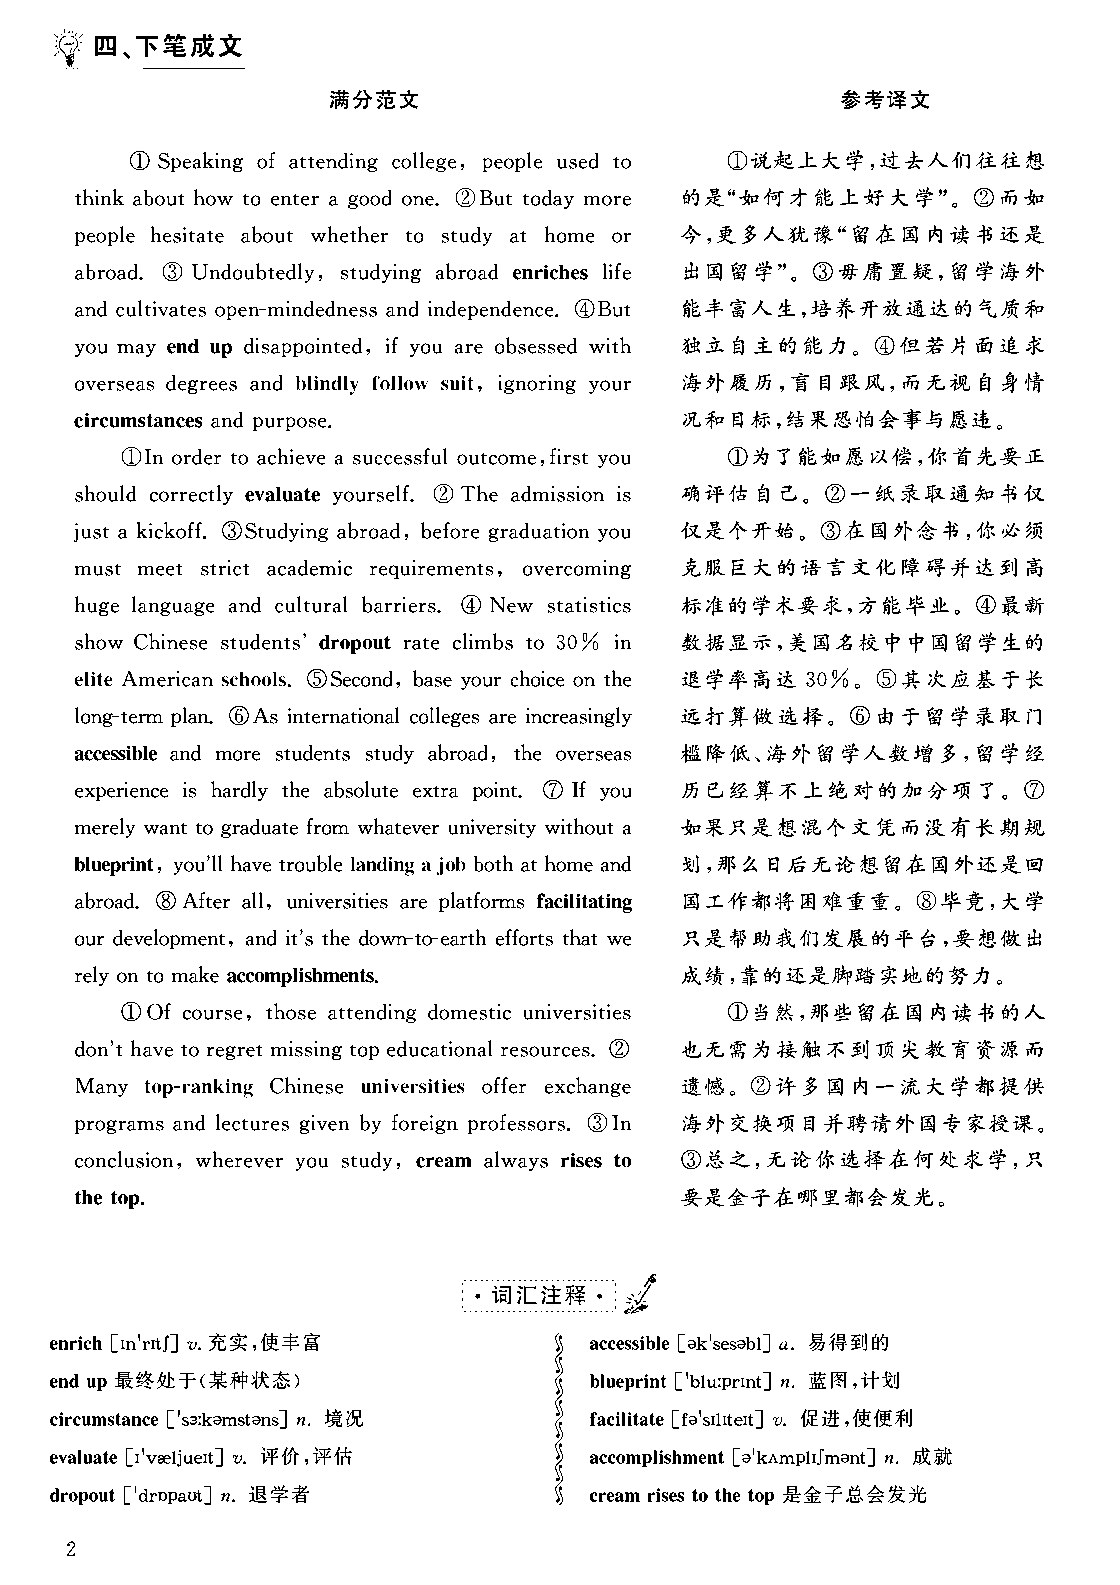 四、下笔成文
满分范文
① Speaking of attending college, people used to
think about how to enter a good one. ②But today more
people hesitate about whether to study at home or
abroad. ③ Undoubtedly, studying abroad enriches life
and cultivates open-mindedness and independence. ④But
you may end up disappointed, if you are obsessed with
overseas degrees and blindly follow suit, ignoring your
circumstances and purpose.
①In order to achieve a successful outcome, first you
should correctly evaluate yourself. ② The admission is
just a kickoff. ③Studying abroad, before graduation you
must meet strict academic requirements, overcoming
huge language and cultural barriers. ④ New statistics
show Chinese students' dropout rate climbs to 30% in
elite American schools. ⑤Second, base your choice on the
long-term plan. ⑥As international colleges are increasingly
accessible and more students study abroad, the overseas
experience is hardly the absolute extra point. ⑦ If you
merely want to graduate from whatever university without a
blueprint, you'll have trouble landing a job both at home and
abroad. ⑧ After all, universities are platforms facilitating
our development, and it's the down-to-earth efforts that we
rely on to make accomplishments.
①Of course, those attending domestic universities
don't have to regret missing top educational resources. ②
Many top-ranking Chinese universities offer exchange
programs and lectures given by foreign professors. ③In
conclusion, wherever you study, cream always rises to
the top.
参考译文
①说起上大学,过去人们往往想
的是“如何才能上好大学”。②而如
今,更多人犹豫“留在国内读书还是
出国留学”。③毋庸置疑,留学海外
能丰富人生,培养开放通达的气质和
独立自主的能力。④但若片面追求
海外履历,盲目跟风,而无视自身情
况和目标,结果恐怕会事与愿违。
①为了能如愿以偿,你首先要正
确评估自己。②一纸录取通知书仅
仅是个开始。③在国外念书,你必须
克服巨大的语言文化障碍并达到高
标准的学术要求,方能毕业。④最新
数据显示,美国名校中中国留学生的
退学率高达 30%。⑤其次应基于长
远打算做选择。⑥由于留学录取门
槛降低、海外留学人数增多,留学经
历已经算不上绝对的加分项了。⑦
如果只是想混个文凭而没有长期规
划,那么日后无论想留在国外还是回
国工作都将困难重重。⑧毕竟,大学
只是帮助我们发展的平台,要想做出
成绩,靠的还是脚踏实地的努力。
①当然,那些留在国内读书的人
也无需为接触不到顶尖教育资源而
遗憾。②许多国内一流大学都提供
海外交换项目并聘请外国专家授课。
③总之,无论你选择在何处求学,只
要是金子在哪里都会发光。
·词汇注释·
enrich [ɪnˈrɪtʃ] v. 充实,使丰富
end up 最终处于(某种状态)
circumstance [ˈsɜːkəmstəns] n. 境况
evaluate [ɪˈvæljueɪt] v. 评价,评估
dropout [ˈdrɒpaʊt] n. 退学者
accessible [əkˈsesəbl] a. 易得到的
blueprint [ˈbluːprɪnt] n. 蓝图,计划
facilitate [fəˈsɪlɪteɪt] v. 促进,使便利
accomplishment [əˈkʌmplɪʃmənt] n. 成就
cream rises to the top 是金子总会发光
2